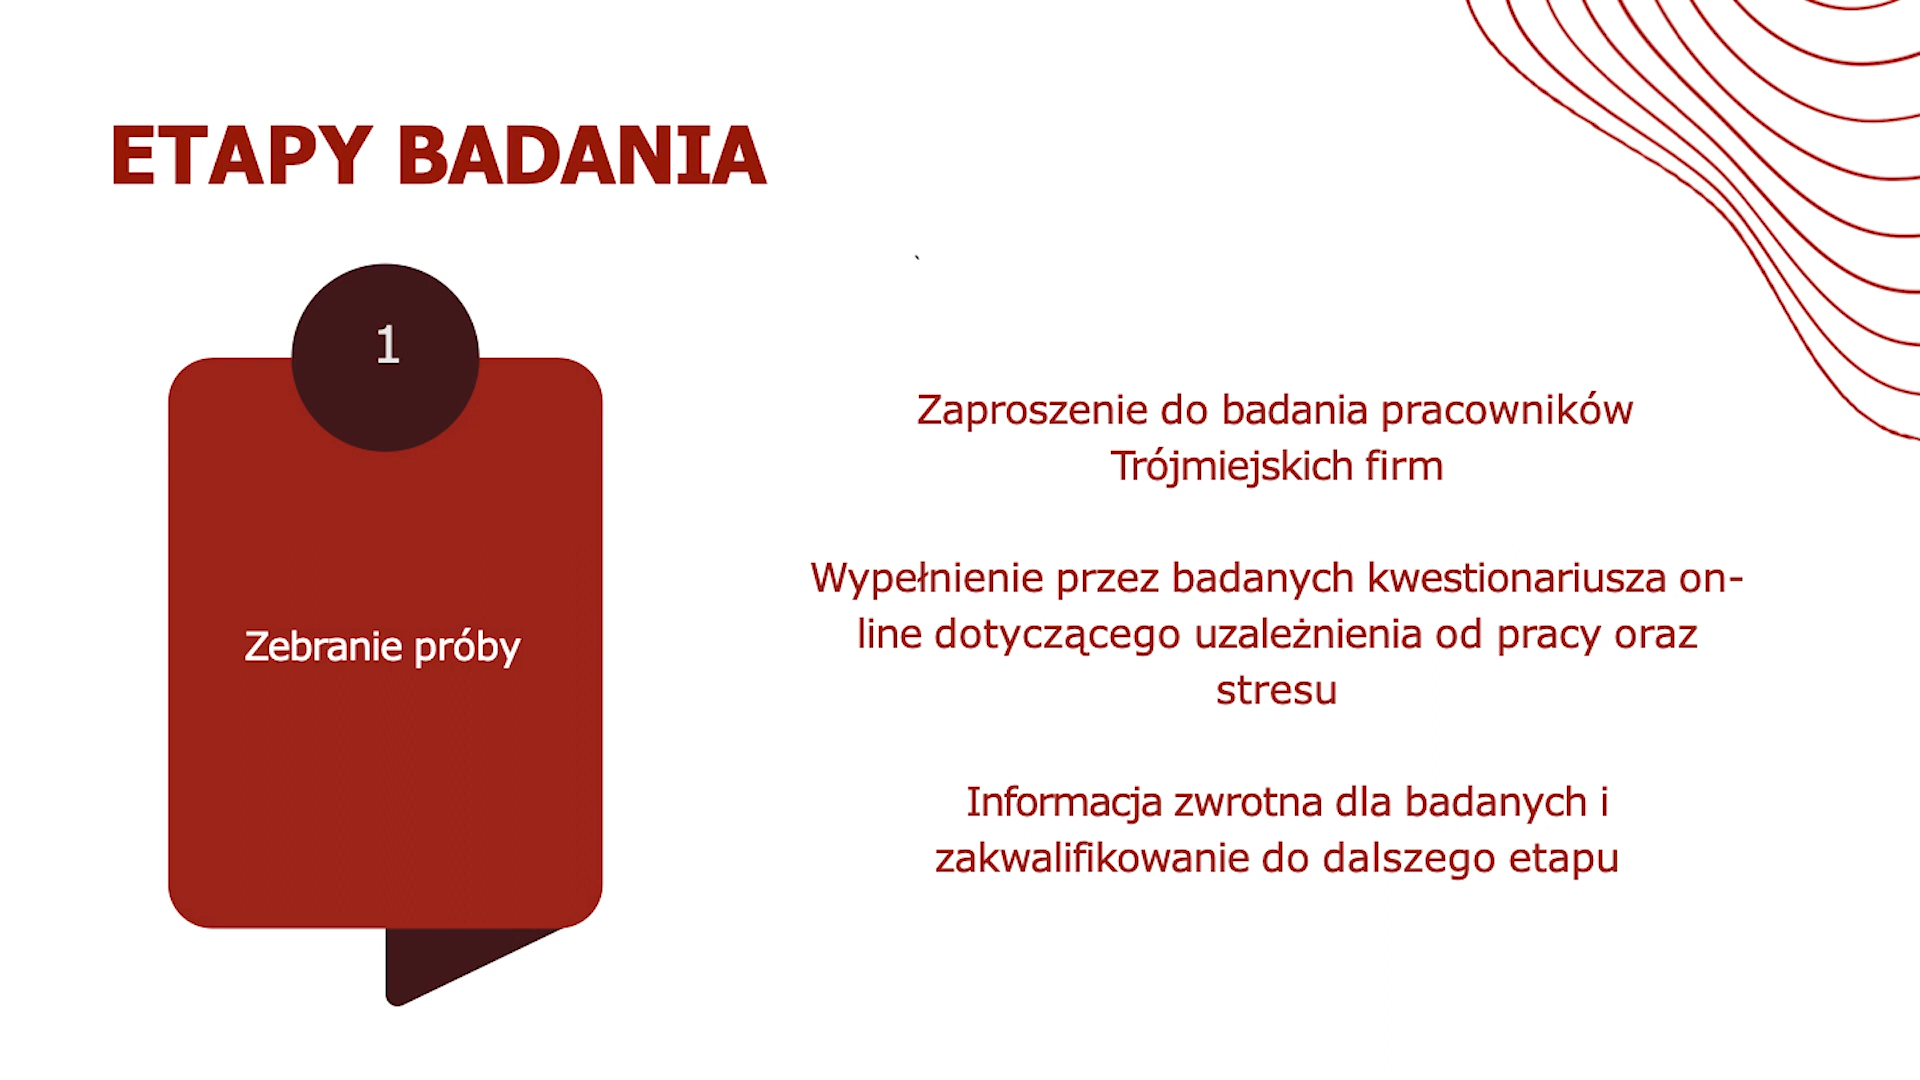 ETAPY BADANIA
`
1
Zebranie próby
Zaproszenie do badania pracowników
Trójmiejskich firm
Wypełnienie przez badanych kwestionariusza on-
line dotyczącego uzależnienia od pracy oraz
stresu
Informacja zwrotna dla badanych i
zakwalifikowanie do dalszego etapu